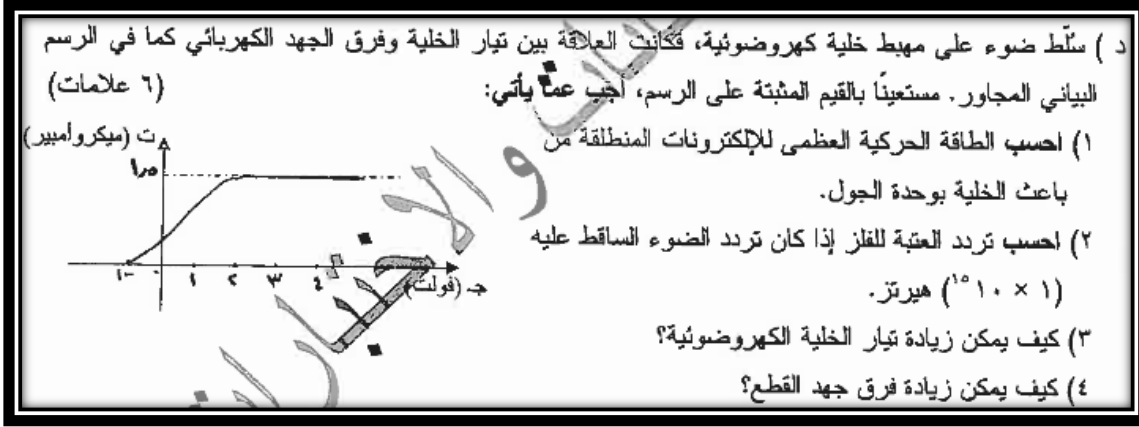 د ) سلّط ضوء على مهبط خلية كهروضوئية، فكانت العلاقة بين تيار الخلية وفرق الجهد الكهربائي كما في الرسم
البياني المجاور. مستعينًا بالقيم المثبتة على الرسم، أجب عما يأتي: (٦ علامات)
١) احسب الطاقة الحركية العظمى للإلكترونات المنطلقة من
باعث الخلية بوحدة الجول.
٢) احسب تردد العتبة للفلز إذا كان تردد الضوء الساقط عليه
(١ × ١٠^١٥) هيرتز.
٣) كيف يمكن زيادة تيار الخلية الكهروضوئية؟
٤) كيف يمكن زيادة فرق جهد القطع؟
ت (ميكروامبير)
١٫٥
١- ٠ ١ ٢ ٣ ٤
جـ (فولت)